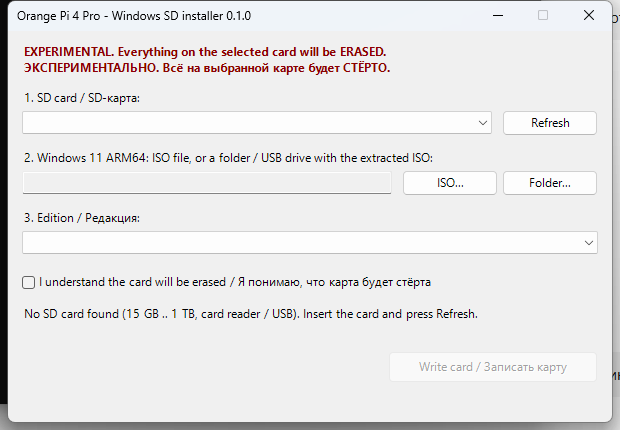 Orange Pi 4 Pro - Windows SD installer 0.1.0
EXPERIMENTAL. Everything on the selected card will be ERASED.
ЭКСПЕРИМЕНТАЛЬНО. Всё на выбранной карте будет СТЁРТО.
1. SD card / SD-карта:
Refresh
2. Windows 11 ARM64: ISO file, or a folder / USB drive with the extracted ISO:
ISO...
Folder...
3. Edition / Редакция:
I understand the card will be erased / Я понимаю, что карта будет стёрта
No SD card found (15 GB .. 1 TB, card reader / USB). Insert the card and press Refresh.
Write card / Записать карту